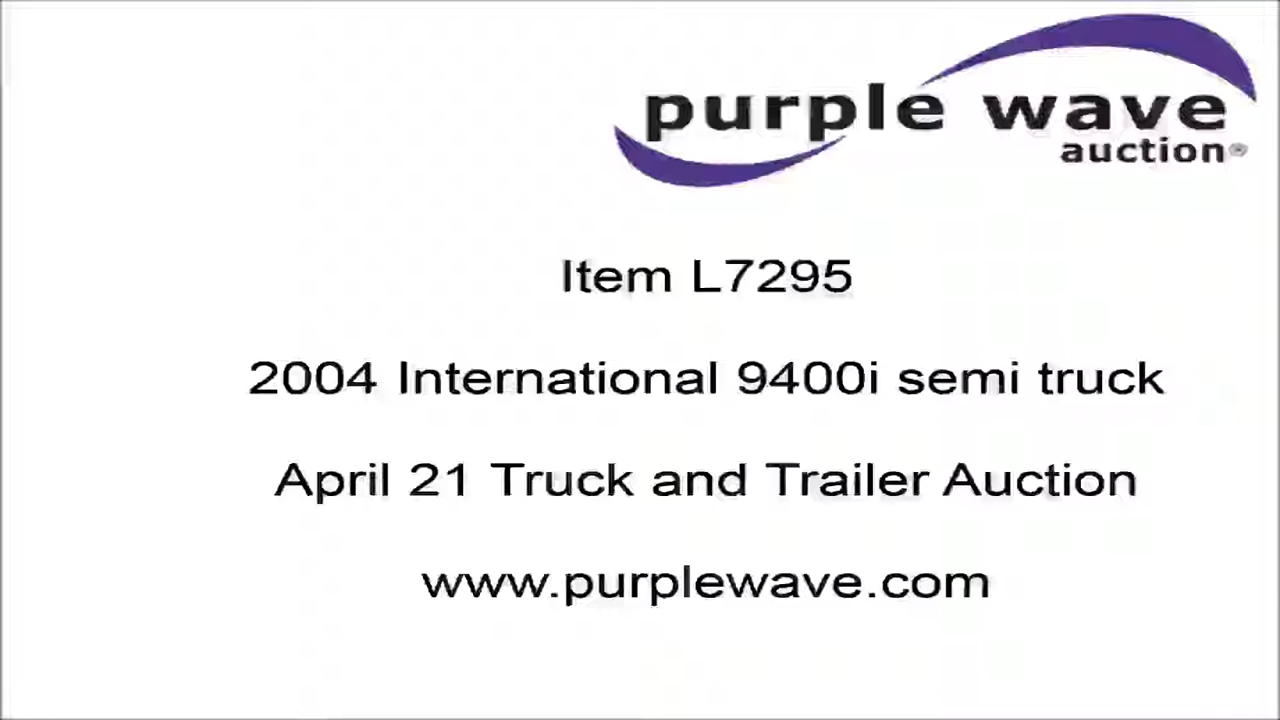 purple wave
auction®
Item L7295
2004 International 9400i semi truck
April 21 Truck and Trailer Auction
www.purplewave.com